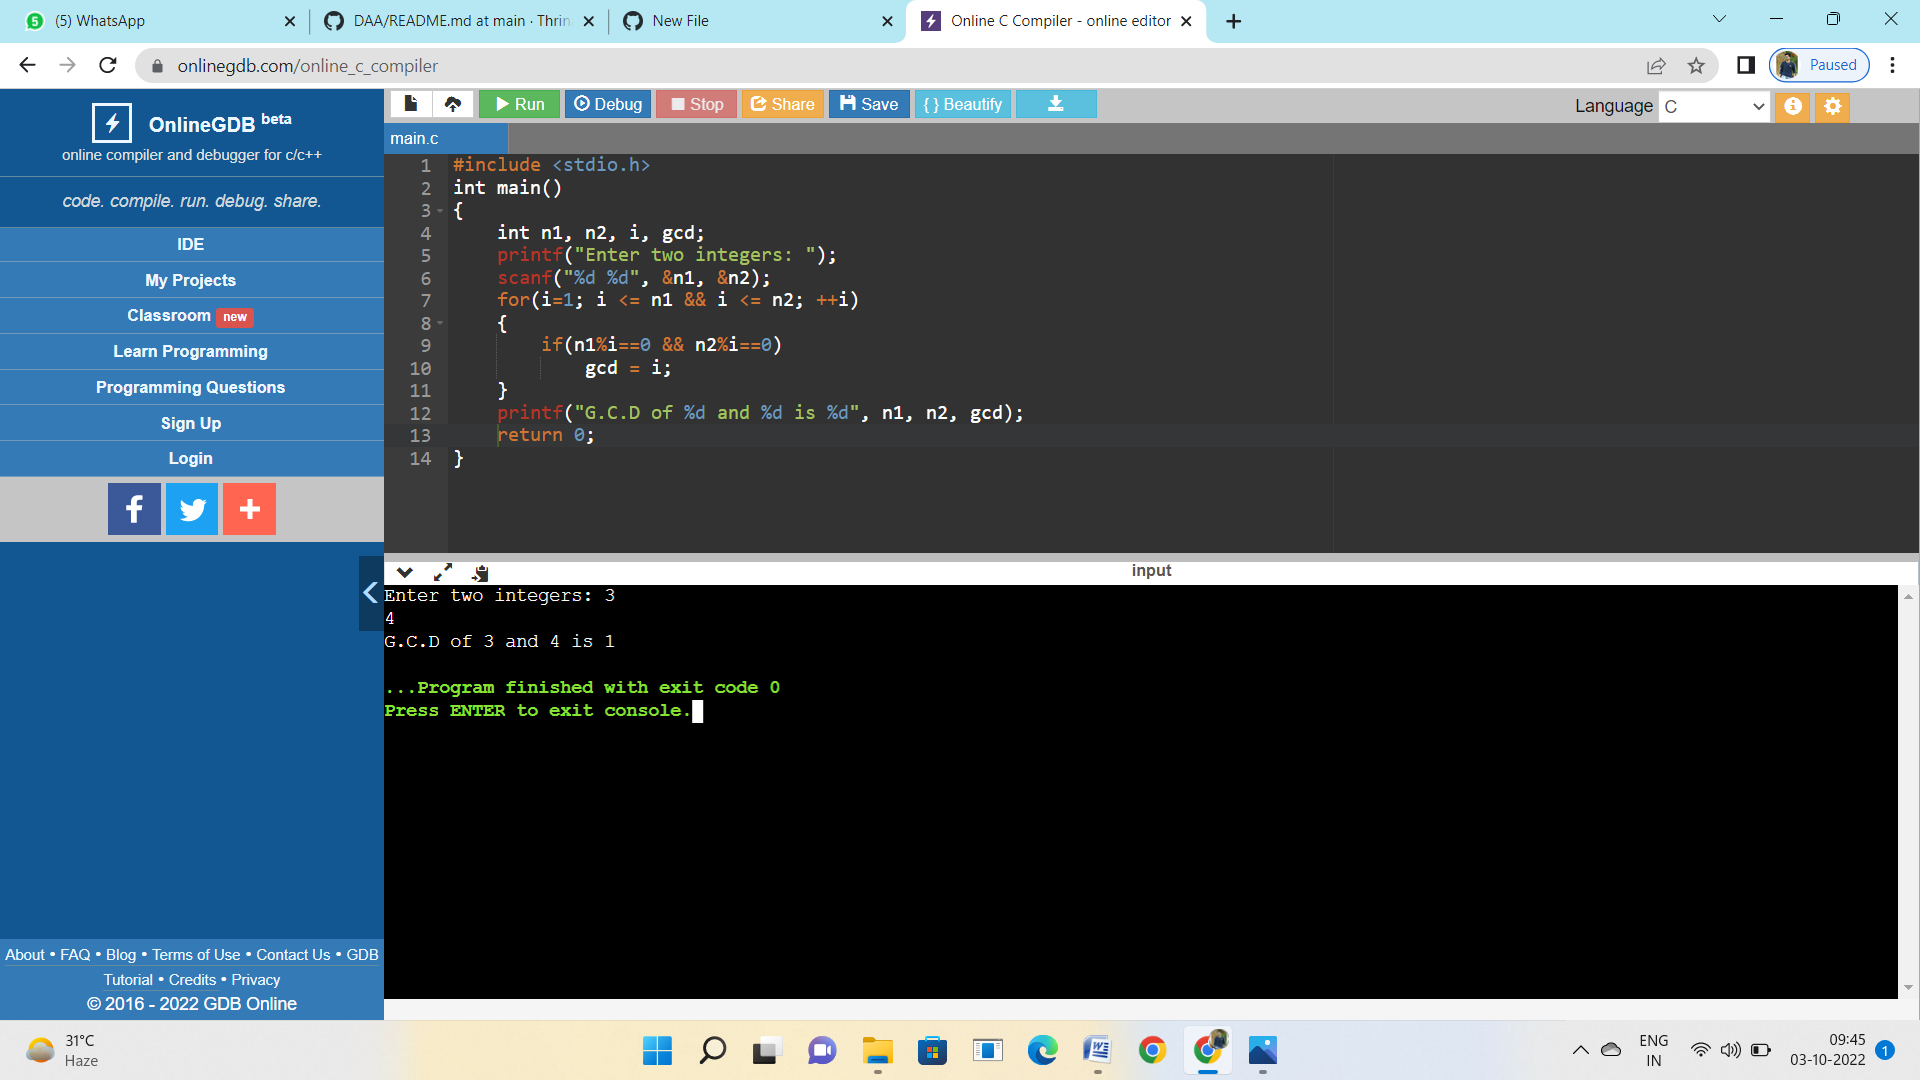 (5) WhatsApp
DAA/README.md at main · Thrin
New File
Online C Compiler - online editor
onlinegdb.com/online_c_compiler
Paused
OnlineGDB beta
online compiler and debugger for c/c++
code. compile. run. debug. share.
IDE
My Projects
Classroom new
Learn Programming
Programming Questions
Sign Up
Login
About • FAQ • Blog • Terms of Use • Contact Us • GDB
Tutorial • Credits • Privacy
© 2016 - 2022 GDB Online
Run Debug Stop Share Save {} Beautify
Language C
main.c
1 #include <stdio.h>
2 int main()
3 {
4 int n1, n2, i, gcd;
5 printf("Enter two integers: ");
6 scanf("%d %d", &n1, &n2);
7 for(i=1; i <= n1 && i <= n2; ++i)
8 {
9 if(n1%i==0 && n2%i==0)
10 gcd = i;
11 }
12 printf("G.C.D of %d and %d is %d", n1, n2, gcd);
13 return 0;
14 }
input
Enter two integers: 3
4
G.C.D of 3 and 4 is 1
...Program finished with exit code 0
Press ENTER to exit console.
31°C
Haze
ENG
IN
09:45
03-10-2022
1